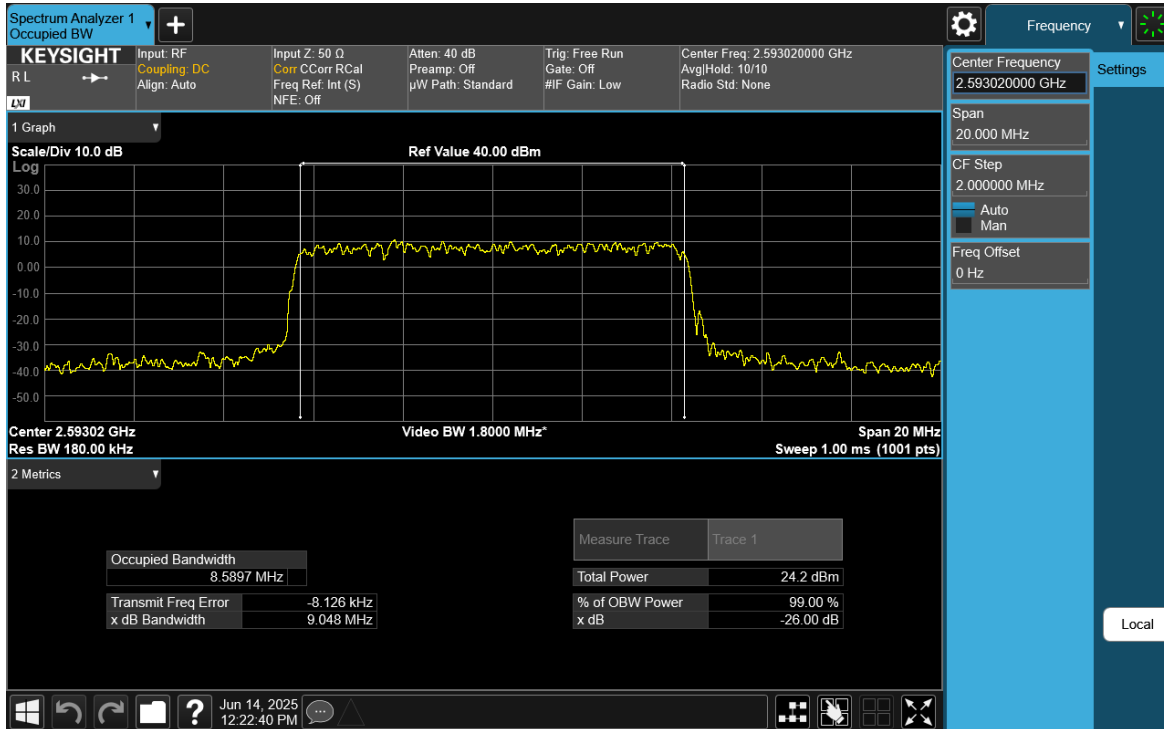 Spectrum Analyzer 1
Occupied BW
Frequency
KEYSIGHT
R L
LXI
Input: RF
Coupling: DC
Align: Auto
Input Z: 50 Ω
Corr CCorr RCal
Freq Ref: Int (S)
NFE: Off
Atten: 40 dB
Preamp: Off
µW Path: Standard
Trig: Free Run
Gate: Off
#IF Gain: Low
Center Freq: 2.593020000 GHz
Avg|Hold: 10/10
Radio Std: None
Center Frequency
2.593020000 GHz
Settings
Span
20.000 MHz
CF Step
2.000000 MHz
Auto
Man
Freq Offset
0 Hz
Local
1 Graph
Scale/Div 10.0 dB
Ref Value 40.00 dBm
Log
30.0
20.0
10.0
0.00
-10.0
-20.0
-30.0
-40.0
-50.0
Center 2.59302 GHz
Video BW 1.8000 MHz*
Span 20 MHz
Res BW 180.00 kHz
Sweep 1.00 ms (1001 pts)
2 Metrics
Measure Trace
Trace 1
Occupied Bandwidth
8.5897 MHz
Total Power
24.2 dBm
Transmit Freq Error
-8.126 kHz
% of OBW Power
99.00 %
x dB Bandwidth
9.048 MHz
x dB
-26.00 dB
?
Jun 14, 2025
12:22:40 PM